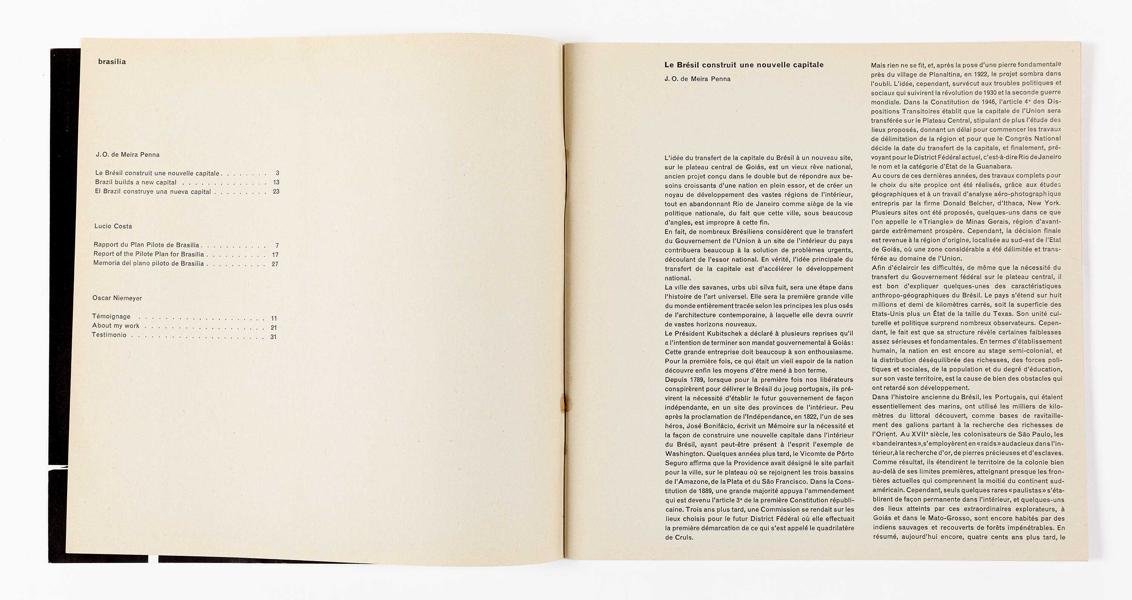 brasilia
J.O. de Meira Penna
Le Brésil construit une nouvelle capitale . . . . . . . . 3
Brazil builds a new capital . . . . . . . . . . . . . . 13
El Brazil construye una nueva capital . . . . . . . . . 23
Lucio Costa
Rapport du Plan Pilote de Brasilia . . . . . . . . . . . 7
Report of the Pilote Plan for Brasilia . . . . . . . . . 17
Memoria del plano piloto de Brasilia . . . . . . . . . . 27
Oscar Niemeyer
Témoignage . . . . . . . . . . . . . . . . . . . . 11
About my work . . . . . . . . . . . . . . . . . . . 21
Testimonio . . . . . . . . . . . . . . . . . . . . 31
Le Brésil construit une nouvelle capitale
J. O. de Meira Penna
L'idée du transfert de la capitale du Brésil à un nouveau site,
sur le plateau central de Goiás, est un vieux rêve national,
ancien projet conçu dans le double but de répondre aux be-
soins croissants d'une nation en plein essor, et de créer un
noyau de développement des vastes régions de l'intérieur,
tout en abandonnant Rio de Janeiro comme siège de la vie
politique nationale, du fait que cette ville, sous beaucoup
d'angles, est impropre à cette fin.
En fait, de nombreux Brésiliens considèrent que le transfert
du Gouvernement de l'Union à un site de l'intérieur du pays
contribuera beaucoup à la solution de problèmes urgents,
découlant de l'essor national. En vérité, l'idée principale du
transfert de la capitale est d'accélérer le développement
national.
La ville des savanes, urbs ubi silva fuit, sera une étape dans
l'histoire de l'art universel. Elle sera la première grande ville
du monde entièrement tracée selon les principes les plus osés
de l'architecture contemporaine, à laquelle elle devra ouvrir
de vastes horizons nouveaux.
Le Président Kubitschek a déclaré à plusieurs reprises qu'il
a l'intention de terminer son mandat gouvernemental à Goiás:
Cette grande entreprise doit beaucoup à son enthousiasme.
Pour la première fois, ce qui était un vieil espoir de la nation
découvre enfin les moyens d'être mené à bon terme.
Depuis 1789, lorsque pour la première fois nos libérateurs
conspirèrent pour délivrer le Brésil du joug portugais, ils pré-
virent la nécessité d'établir le futur gouvernement de façon
indépendante, en un site des provinces de l'intérieur. Peu
après la proclamation de l'Indépendance, en 1822, l'un de ses
héros, José Bonifácio, écrivit un Mémoire sur la nécessité et
la façon de construire une nouvelle capitale dans l'intérieur
du Brésil, ayant peut-être présent à l'esprit l'exemple de
Washington. Quelques années plus tard, le Vicomte de Pôrto
Seguro affirma que la Providence avait désigné le site parfait
pour la ville, sur le plateau où se rejoignent les trois bassins
de l'Amazone, de la Plata et du São Francisco. Dans la Cons-
titution de 1889, une grande majorité appuya l'ammendement
qui est devenu l'article 3ᵉ de la première Constitution républi-
caine. Trois ans plus tard, une Commission se rendait sur les
lieux choisis pour le futur District Fédéral où elle effectuait
la première démarcation de ce qui s'est appelé le quadrilatère
de Cruls.
Mais rien ne se fit, et, après la pose d'une pierre fondamentale
près du village de Planaltina, en 1922, le projet sombra dans
l'oubli. L'idée, cependant, survécut aux troubles politiques et
sociaux qui suivirent la révolution de 1930 et la seconde guerre
mondiale. Dans la Constitution de 1946, l'article 4ᵉ des Dis-
positions Transitoires établit que la capitale de l'Union sera
transférée sur le Plateau Central, stipulant de plus l'étude des
lieux proposés, donnant un délai pour commencer les travaux
de délimitation de la région et pour que le Congrès National
décide la date du transfert de la capitale, et finalement, pré-
voyant pour le District Fédéral actuel, c'est-à-dire Rio de Janeiro
le nom et la catégorie d'Etat de la Guanabara.
Au cours de ces dernières années, des travaux complets pour
le choix du site propice ont été réalisés, grâce aux études
géographiques et à un travail d'analyse aéro-photographique
entrepris par la firme Donald Belcher, d'Ithaca, New York.
Plusieurs sites ont été proposés, quelques-uns dans ce que
l'on appelle le «Triangle» de Minas Gerais, région d'avant-
garde extrêmement prospère. Cependant, la décision finale
est revenue à la région d'origine, localisée au sud-est de l'Etat
de Goiás, où une zone considérable a été délimitée et trans-
férée au domaine de l'Union.
Afin d'éclaircir les difficultés, de même que la nécessité du
transfert du Gouvernement fédéral sur le plateau central, il
est bon d'expliquer quelques-unes des caractéristiques
anthropo-géographiques du Brésil. Le pays s'étend sur huit
millions et demi de kilomètres carrés, soit la superficie des
Etats-Unis plus un Etat de la taille du Texas. Son unité cul-
turelle et politique surprend nombreux observateurs. Cepen-
dant, le fait est que sa structure révèle certaines faiblesses
assez sérieuses et fondamentales. En termes d'établissement
humain, la nation en est encore au stage semi-colonial, et
la distribution déséquilibrée des richesses, des forces poli-
tiques et sociales, de la population et du degré d'éducation,
sur son vaste territoire, est la cause de bien des obstacles qui
ont retardé son développement.
Dans l'histoire ancienne du Brésil, les Portugais, qui étaient
essentiellement des marins, ont utilisé les milliers de kilo-
mètres du littoral découvert, comme bases de ravitaille-
ment des galions partant à la recherche des richesses de
l'Orient. Au XVIIᵉ siècle, les colonisateurs de São Paulo, les
«bandeirantes», s'employèrent en «raids» audacieux dans l'in-
térieur, à la recherche d'or, de pierres précieuses et d'esclaves.
Comme résultat, ils étendirent le territoire de la colonie bien
au-delà de ses limites premières, atteignant presque les fron-
tières actuelles qui comprennent la moitié du continent sud-
américain. Cependant, seuls quelques rares «paulistas» s'éta-
blirent de façon permanente dans l'intérieur, et quelques-uns
des lieux atteints par ces extraordinaires explorateurs, à
Goiás et dans le Mato-Grosso, sont encore habités par des
indiens sauvages et recouverts de forêts impénétrables. En
résumé, aujourd'hui encore, quatre cents ans plus tard, le